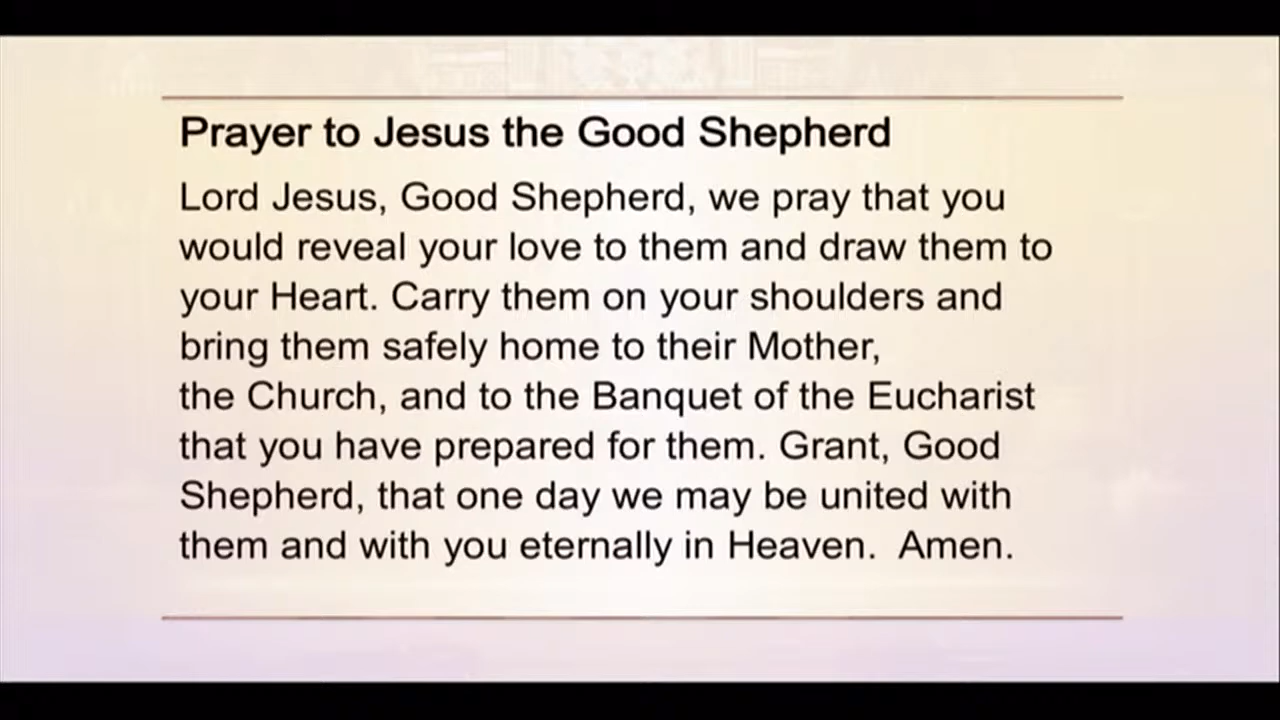 Prayer to Jesus the Good Shepherd
Lord Jesus, Good Shepherd, we pray that you
would reveal your love to them and draw them to
your Heart. Carry them on your shoulders and
bring them safely home to their Mother,
the Church, and to the Banquet of the Eucharist
that you have prepared for them. Grant, Good
Shepherd, that one day we may be united with
them and with you eternally in Heaven.  Amen.